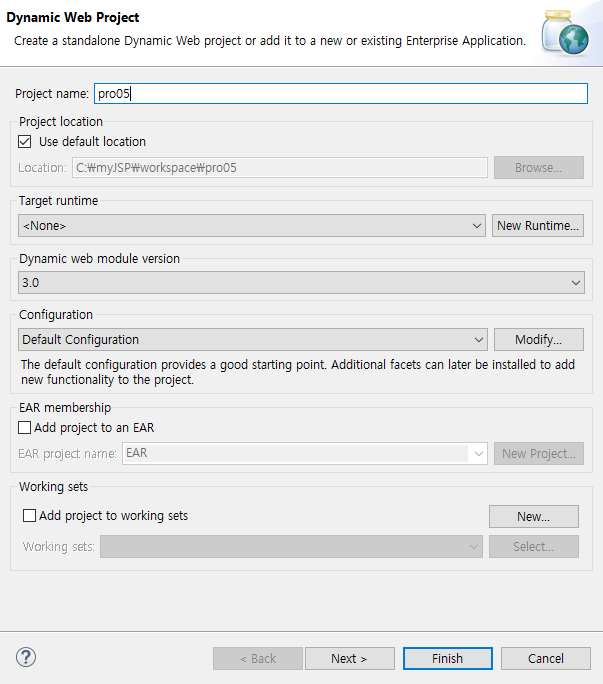 Dynamic Web Project
Create a standalone Dynamic Web project or add it to a new or existing Enterprise Application.
Project name: pro05
Project location
Use default location
Location: C:₩myJSP₩workspace₩pro05 Browse...
Target runtime
<None> New Runtime...
Dynamic web module version
3.0
Configuration
Default Configuration Modify...
The default configuration provides a good starting point. Additional facets can later be installed to add
new functionality to the project.
EAR membership
Add project to an EAR
EAR project name: EAR New Project...
Working sets
Add project to working sets New...
Working sets: Select...
? < Back Next > Finish Cancel